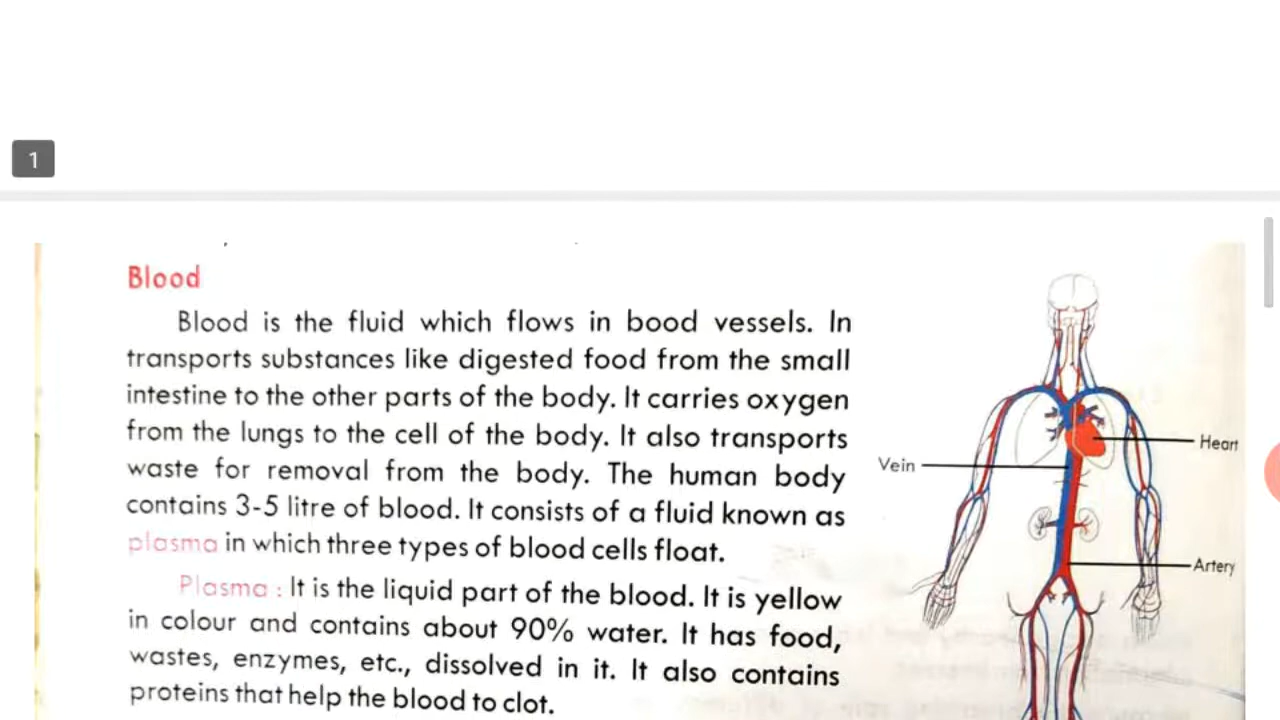 1
Blood
Blood is the fluid which flows in bood vessels. In
transports substances like digested food from the small
intestine to the other parts of the body. It carries oxygen
from the lungs to the cell of the body. It also transports
waste for removal from the body. The human body
contains 3-5 litre of blood. It consists of a fluid known as
plasma in which three types of blood cells float.
Plasma : It is the liquid part of the blood. It is yellow
in colour and contains about 90% water. It has food,
wastes, enzymes, etc., dissolved in it. It also contains
proteins that help the blood to clot.
Heart
Vein
Artery